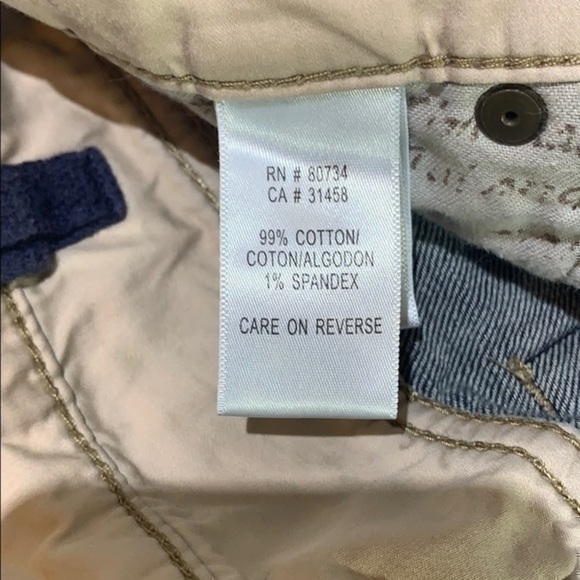 RN # 80734
CA # 31458
99% COTTON/
COTON/ALGODON
1% SPANDEX
CARE ON REVERSE